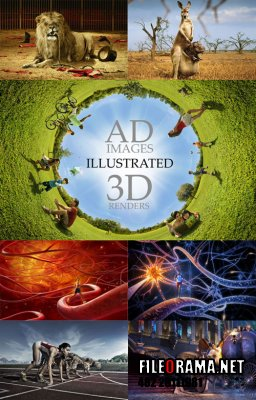 AD
IMAGES
ILLUSTRATED
3D
RENDERS
FILEORAMA.NET